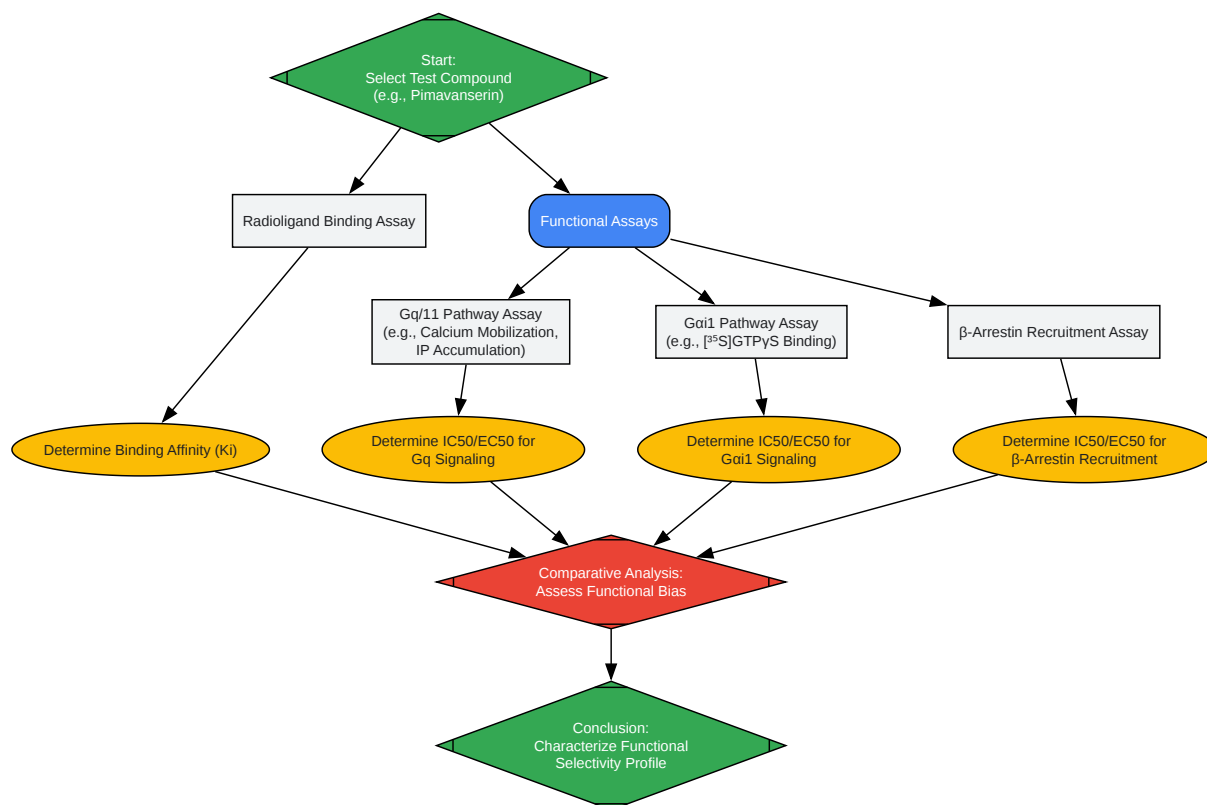 Start:
Select Test Compound
(e.g., Pimavanserin)
Radioligand Binding Assay
Functional Assays
Gq/11 Pathway Assay
(e.g., Calcium Mobilization,
IP Accumulation)
Gαi1 Pathway Assay
(e.g., [³⁵S]GTPγS Binding)
β-Arrestin Recruitment Assay
Determine Binding Affinity (Ki)
Determine IC50/EC50 for
Gq Signaling
Determine IC50/EC50 for
Gαi1 Signaling
Determine IC50/EC50 for
β-Arrestin Recruitment
Comparative Analysis:
Assess Functional Bias
Conclusion:
Characterize Functional
Selectivity Profile